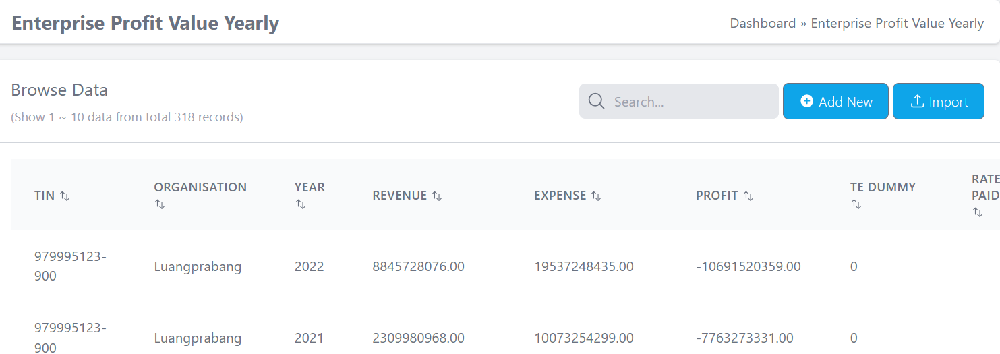 Enterprise Profit Value Yearly
Dashboard » Enterprise Profit Value Yearly
Browse Data
(Show 1 ~ 10 data from total 318 records)
Search...
Add New
Import
TIN
ORGANISATION
YEAR
REVENUE
EXPENSE
PROFIT
TE DUMMY
RATE
PAID
979995123-
900
Luangprabang
2022
8845728076.00
19537248435.00
-10691520359.00
0
979995123-
900
Luangprabang
2021
2309980968.00
10073254299.00
-7763273331.00
0